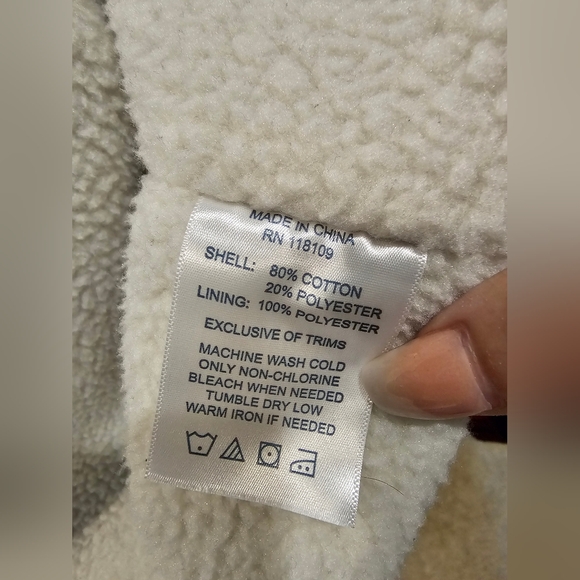 MADE IN CHINA
RN 118109
SHELL: 80% COTTON
20% POLYESTER
LINING: 100% POLYESTER
EXCLUSIVE OF TRIMS
MACHINE WASH COLD
ONLY NON-CHLORINE
BLEACH WHEN NEEDED
TUMBLE DRY LOW
WARM IRON IF NEEDED